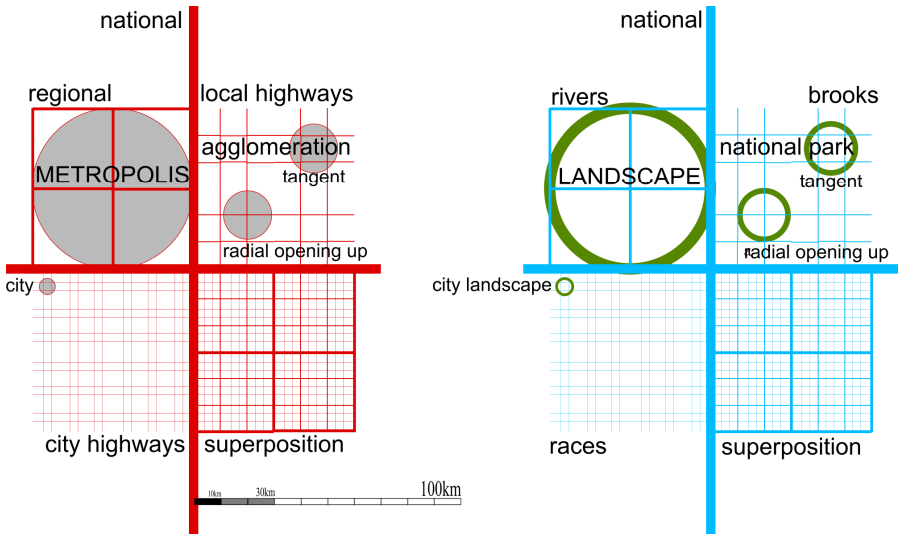 national
regional
local highways
agglomeration
METROPOLIS
tangent
radial opening up
city
city highways
superposition
10km
30km
100km
national
rivers
brooks
national park
LANDSCAPE
tangent
radial opening up
city landscape
races
superposition